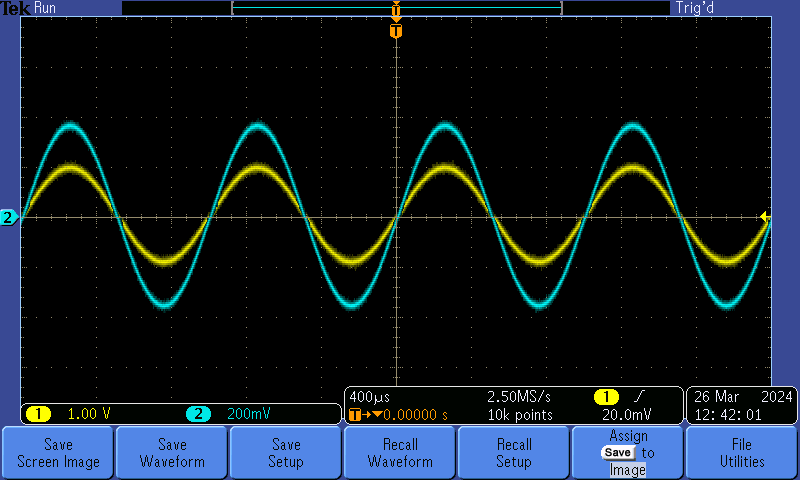 Tek Run Trig'd
T
T
2
1 1.00 V 2 200mV
400µs 2.50MS/s 1
T→▼0.00000 s 10k points 20.0mV
26 Mar 2024
12:42:01
Save
Screen Image
Save
Waveform
Save
Setup
Recall
Waveform
Recall
Setup
Assign
Save to
Image
File
Utilities